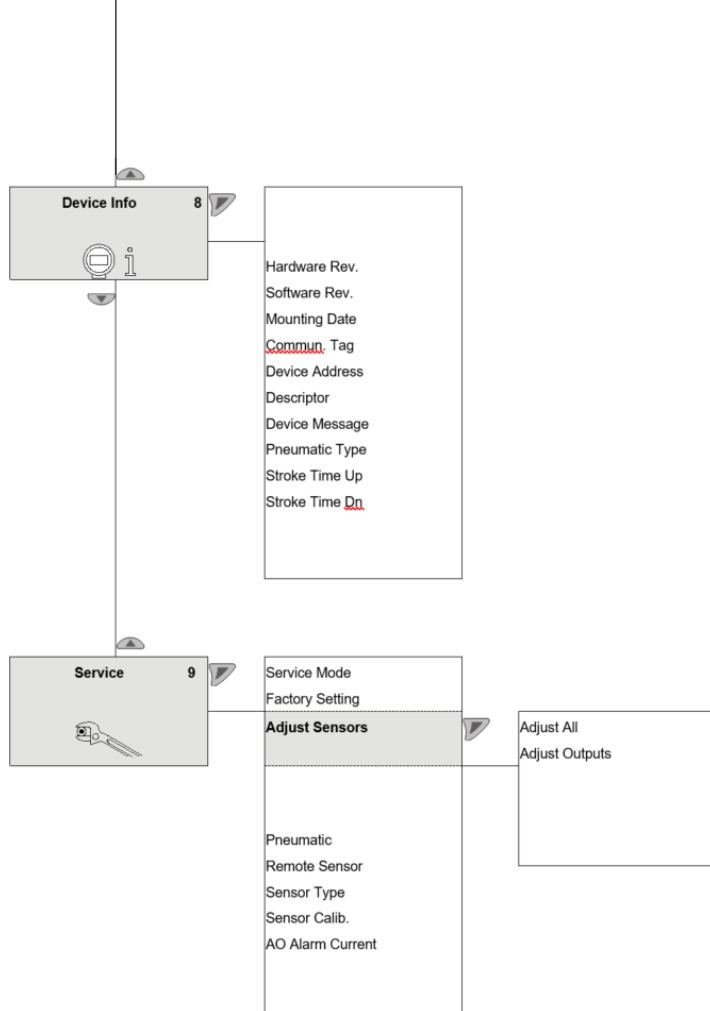 Device Info 8
Hardware Rev.
Software Rev.
Mounting Date
Commun. Tag
Device Address
Descriptor
Device Message
Pneumatic Type
Stroke Time Up
Stroke Time Dn
Service 9
Service Mode
Factory Setting
Adjust Sensors
Adjust All
Adjust Outputs
Pneumatic
Remote Sensor
Sensor Type
Sensor Calib.
AO Alarm Current